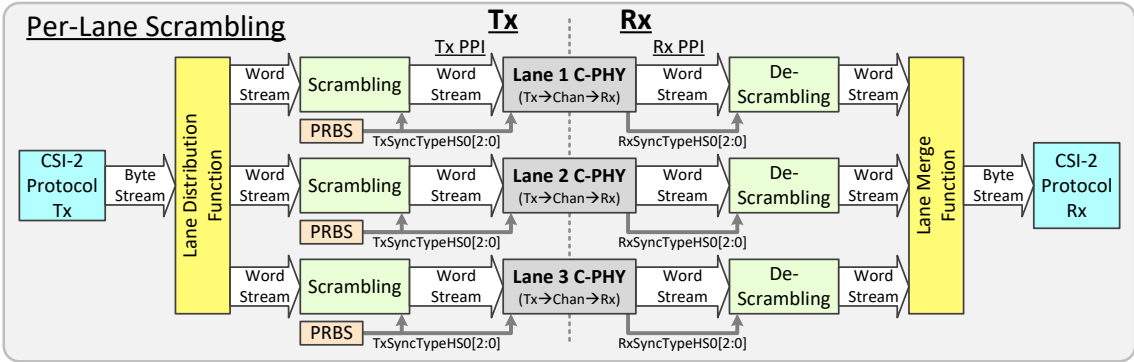 Per-Lane Scrambling
Tx
Rx
Tx PPI
Rx PPI
Word
Stream
Scrambling
Word
Stream
Lane 1 C-PHY
(Tx→Chan→Rx)
Word
Stream
De-
Scrambling
Word
Stream
PRBS
TxSyncTypeHS0[2:0]
RxSyncTypeHS0[2:0]
CSI-2
Protocol
Tx
Byte
Stream
Lane Distribution
Function
Word
Stream
Scrambling
Word
Stream
Lane 2 C-PHY
(Tx→Chan→Rx)
Word
Stream
De-
Scrambling
Word
Stream
Lane Merge
Function
Byte
Stream
CSI-2
Protocol
Rx
PRBS
TxSyncTypeHS0[2:0]
RxSyncTypeHS0[2:0]
Word
Stream
Scrambling
Word
Stream
Lane 3 C-PHY
(Tx→Chan→Rx)
Word
Stream
De-
Scrambling
Word
Stream
PRBS
TxSyncTypeHS0[2:0]
RxSyncTypeHS0[2:0]